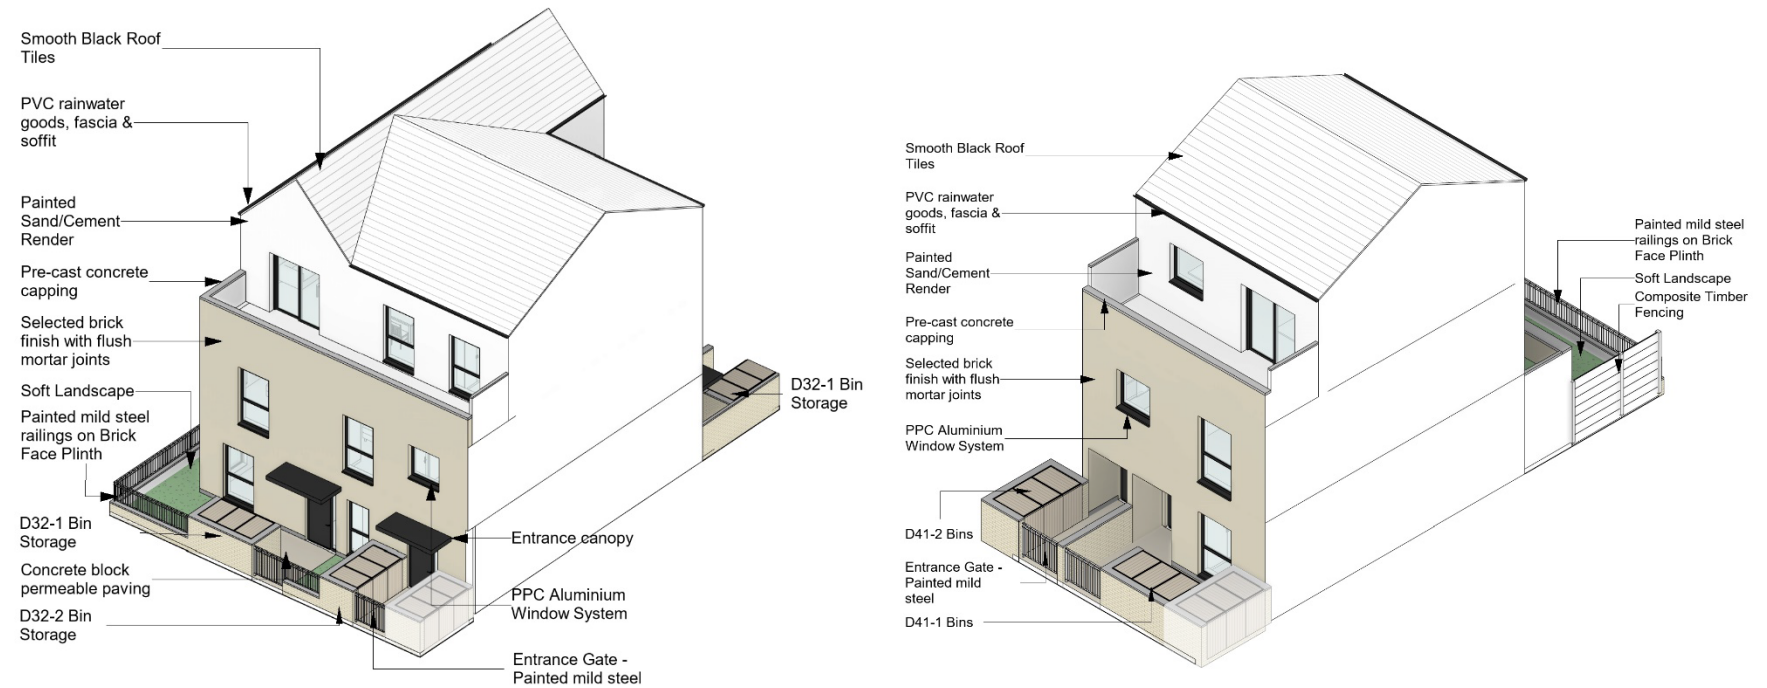 Smooth Black Roof
Tiles
PVC rainwater
goods, fascia &
soffit
Painted
Sand/Cement
Render
Pre-cast concrete
capping
Selected brick
finish with flush
mortar joints
Soft Landscape
Painted mild steel
railings on Brick
Face Plinth
D32-1 Bin
Storage
Concrete block
permeable paving
D32-2 Bin
Storage
D32-1 Bin
Storage
Entrance canopy
PPC Aluminium
Window System
Entrance Gate -
Painted mild steel
Smooth Black Roof
Tiles
PVC rainwater
goods, fascia &
soffit
Painted
Sand/Cement
Render
Pre-cast concrete
capping
Selected brick
finish with flush
mortar joints
PPC Aluminium
Window System
D41-2 Bins
Entrance Gate -
Painted mild
steel
D41-1 Bins
Painted mild steel
railings on Brick
Face Plinth
Soft Landscape
Composite Timber
Fencing